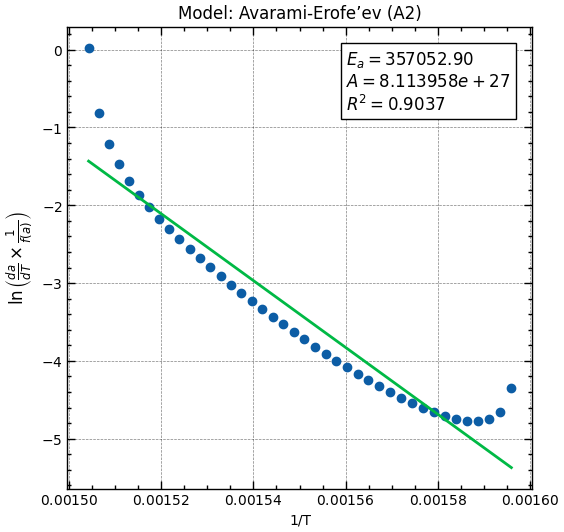 Model: Avarami-Erofe’ev (A2)
E_a = 357052.90
A = 8.113958e + 27
R^2 = 0.9037
ln(da/dT × 1/f(a))
0
−1
−2
−3
−4
−5
0.00150 0.00152 0.00154 0.00156 0.00158 0.00160
1/T